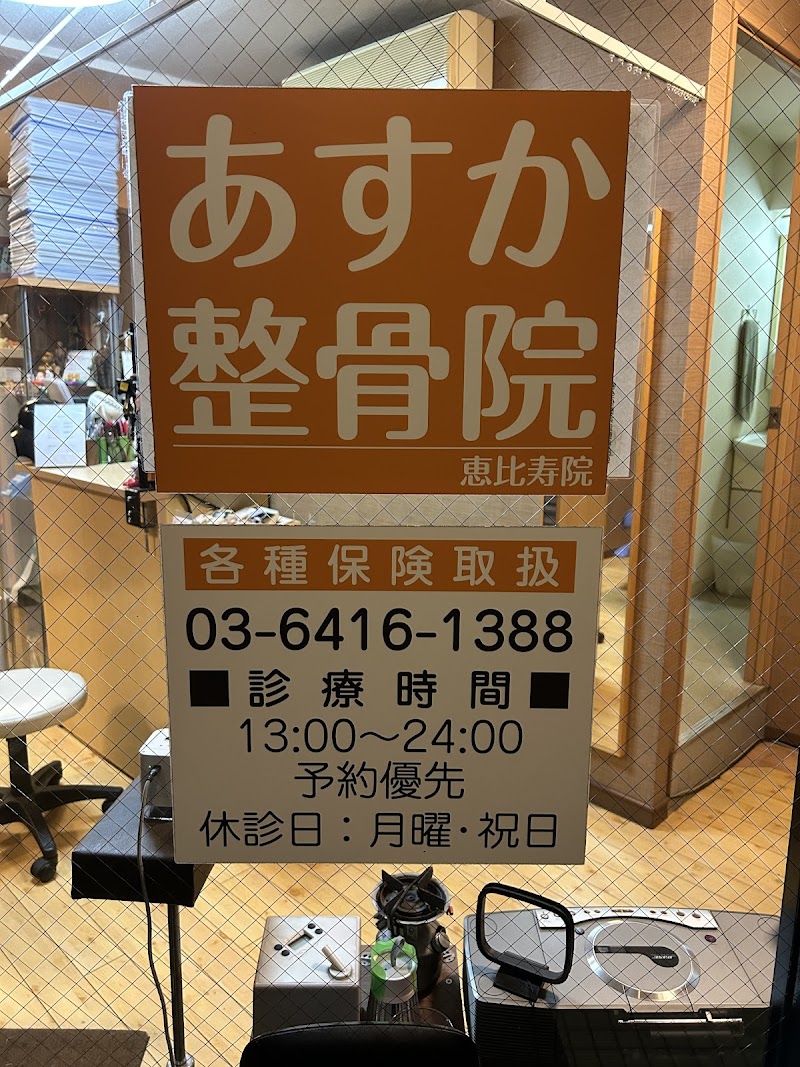 あすか
整骨院
恵比寿院
各種保険取扱
03-6416-1388
■診療時間■
13:00～24:00
予約優先
休診日：月曜･祝日
BOSE